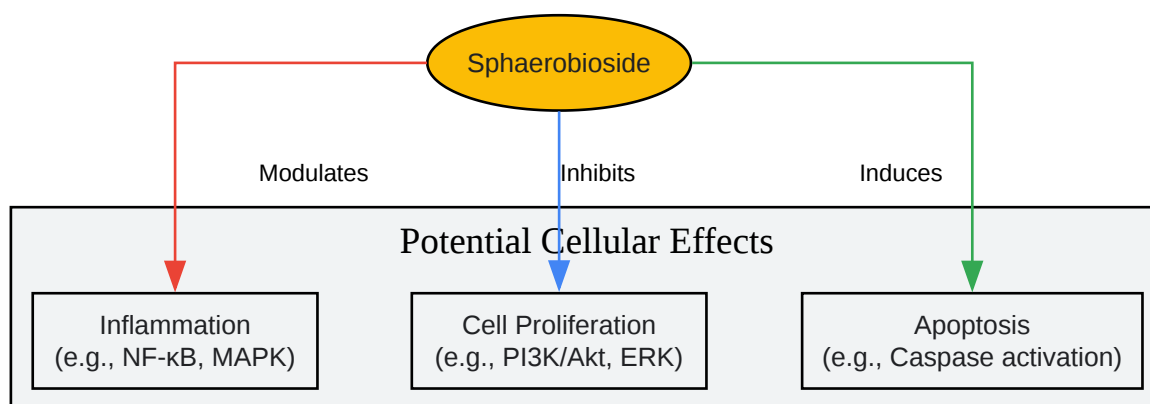 Sphaerobioside
Modulates
Inhibits
Induces
Potential Cellular Effects
Inflammation
(e.g., NF-κB, MAPK)
Cell Proliferation
(e.g., PI3K/Akt, ERK)
Apoptosis
(e.g., Caspase activation)